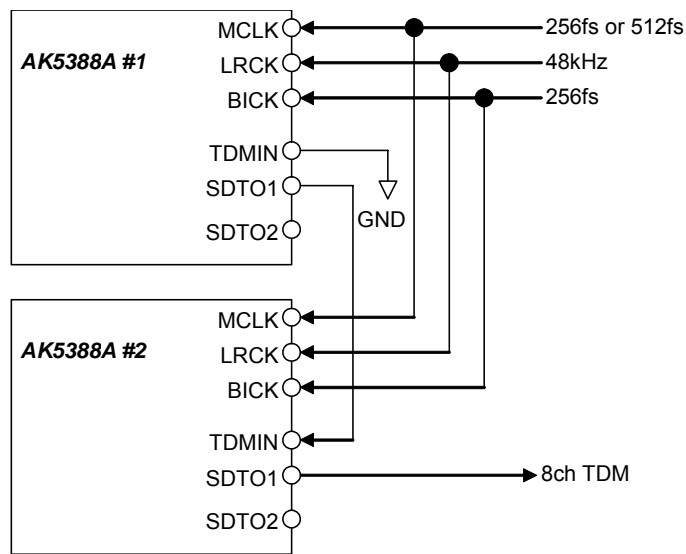 MCLK
256fs or 512fs
AK5388A #1
LRCK
48kHz
BICK
256fs
TDMIN
SDTO1
GND
SDTO2
MCLK
AK5388A #2
LRCK
BICK
TDMIN
SDTO1
8ch TDM
SDTO2